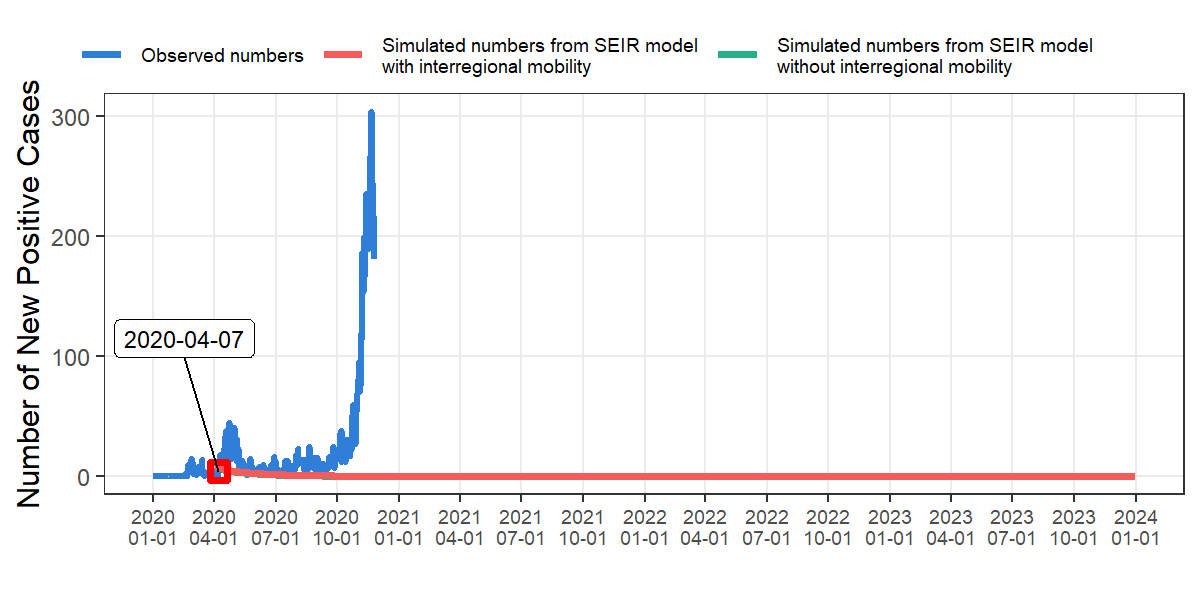 Observed numbers
Simulated numbers from SEIR model
with interregional mobility
Simulated numbers from SEIR model
without interregional mobility
Number of New Positive Cases
300
200
100
0
2020-04-07
2020 2020 2020 2020 2021 2021 2021 2021 2022 2022 2022 2022 2023 2023 2023 2023 2024
01-01 04-01 07-01 10-01 01-01 04-01 07-01 10-01 01-01 04-01 07-01 10-01 01-01 04-01 07-01 10-01 01-01